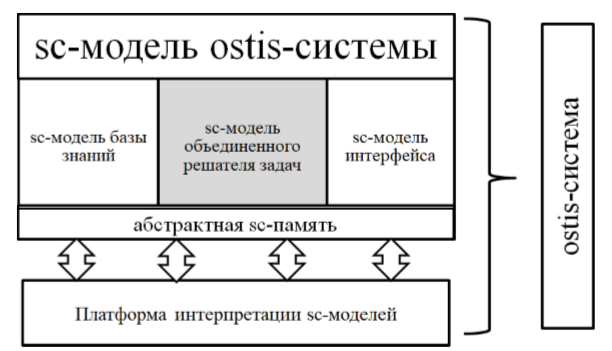 sc-модель ostis-системы
sc-модель базы
знаний
sc-модель
объединенного
решателя задач
sc-модель
интерфейса
абстрактная sc-память
Платформа интерпретации sc-моделей
ostis-система